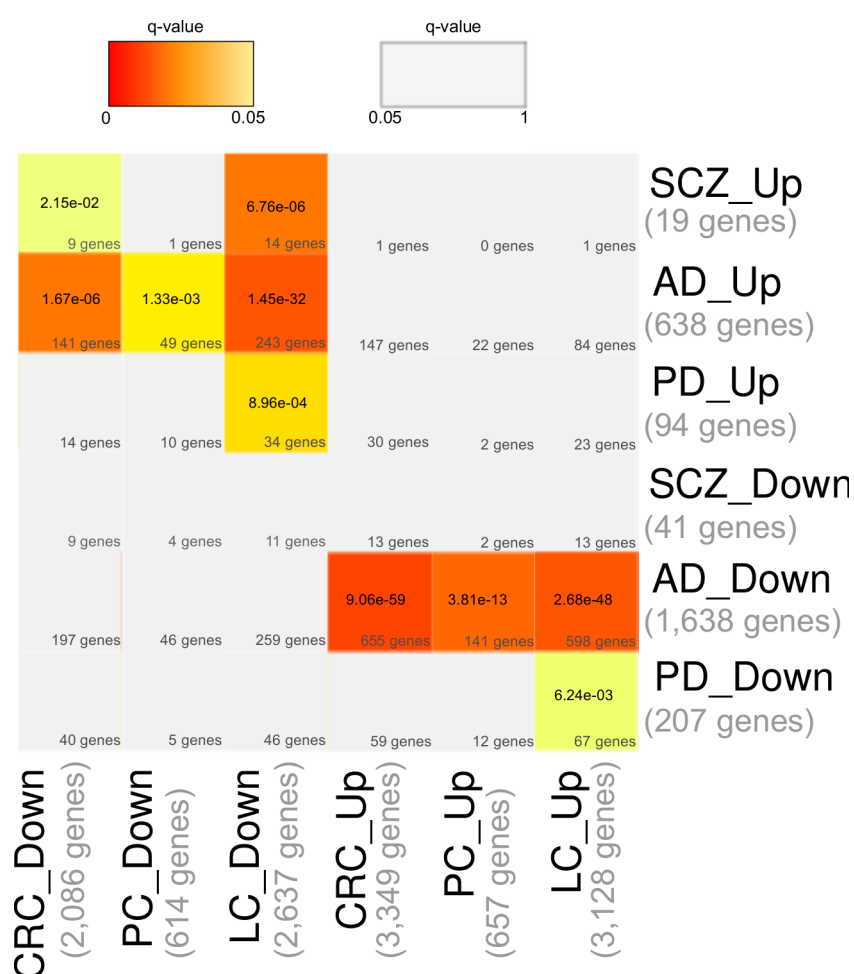 q-value
q-value
0
0.05
0.05
1
2.15e-02
6.76e-06
9 genes
1 genes
14 genes
1 genes
0 genes
1 genes
SCZ_Up
(19 genes)
1.67e-06
1.33e-03
1.45e-32
141 genes
49 genes
243 genes
147 genes
22 genes
84 genes
AD_Up
(638 genes)
8.96e-04
14 genes
10 genes
34 genes
30 genes
2 genes
23 genes
PD_Up
(94 genes)
9 genes
4 genes
11 genes
13 genes
2 genes
13 genes
SCZ_Down
(41 genes)
9.06e-59
3.81e-13
2.68e-48
197 genes
46 genes
259 genes
655 genes
141 genes
598 genes
AD_Down
(1,638 genes)
6.24e-03
40 genes
5 genes
46 genes
59 genes
12 genes
67 genes
PD_Down
(207 genes)
CRC_Down
(2,086 genes)
PC_Down
(614 genes)
LC_Down
(2,637 genes)
CRC_Up
(3,349 genes)
PC_Up
(657 genes)
LC_Up
(3,128 genes)